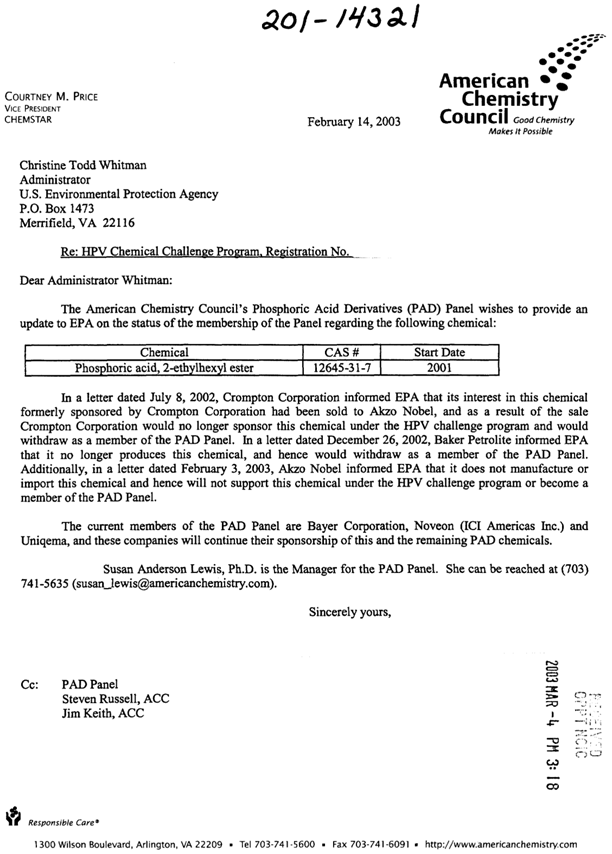 201-14321
American
Chemistry
Council Good Chemistry
Makes It Possible
COURTNEY M. PRICE
VICE PRESIDENT
CHEMSTAR
February 14, 2003
Christine Todd Whitman
Administrator
U.S. Environmental Protection Agency
P.O. Box 1473
Merrifield, VA 22116
Re: HPV Chemical Challenge Program, Registration No.
Dear Administrator Whitman:
The American Chemistry Council's Phosphoric Acid Derivatives (PAD) Panel wishes to provide an
update to EPA on the status of the membership of the Panel regarding the following chemical:
Chemical CAS # Start Date
Phosphoric acid, 2-ethylhexyl ester 12645-31-7 2001
In a letter dated July 8, 2002, Crompton Corporation informed EPA that its interest in this chemical
formerly sponsored by Crompton Corporation had been sold to Akzo Nobel, and as a result of the sale
Crompton Corporation would no longer sponsor this chemical under the HPV challenge program and would
withdraw as a member of the PAD Panel. In a letter dated December 26, 2002, Baker Petrolite informed EPA
that it no longer produces this chemical, and hence would withdraw as a member of the PAD Panel.
Additionally, in a letter dated February 3, 2003, Akzo Nobel informed EPA that it does not manufacture or
import this chemical and hence will not support this chemical under the HPV challenge program or become a
member of the PAD Panel.
The current members of the PAD Panel are Bayer Corporation, Noveon (ICI Americas Inc.) and
Uniqema, and these companies will continue their sponsorship of this and the remaining PAD chemicals.
Susan Anderson Lewis, Ph.D. is the Manager for the PAD Panel. She can be reached at (703)
741-5635 (susan_lewis@americanchemistry.com).
Sincerely yours,
Cc: PAD Panel
Steven Russell, ACC
Jim Keith, ACC
2003 MAR -4 PM 3:18
RECEIVED
OPPT NCIC
Responsible Care®
1300 Wilson Boulevard, Arlington, VA 22209 • Tel 703-741-5600 • Fax 703-741-6091 • http://www.americanchemistry.com